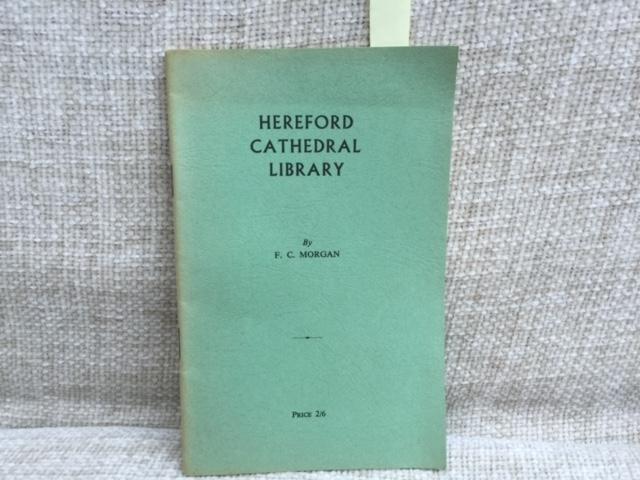 HEREFORD
CATHEDRAL
LIBRARY
By
F. C. MORGAN
PRICE 2/6